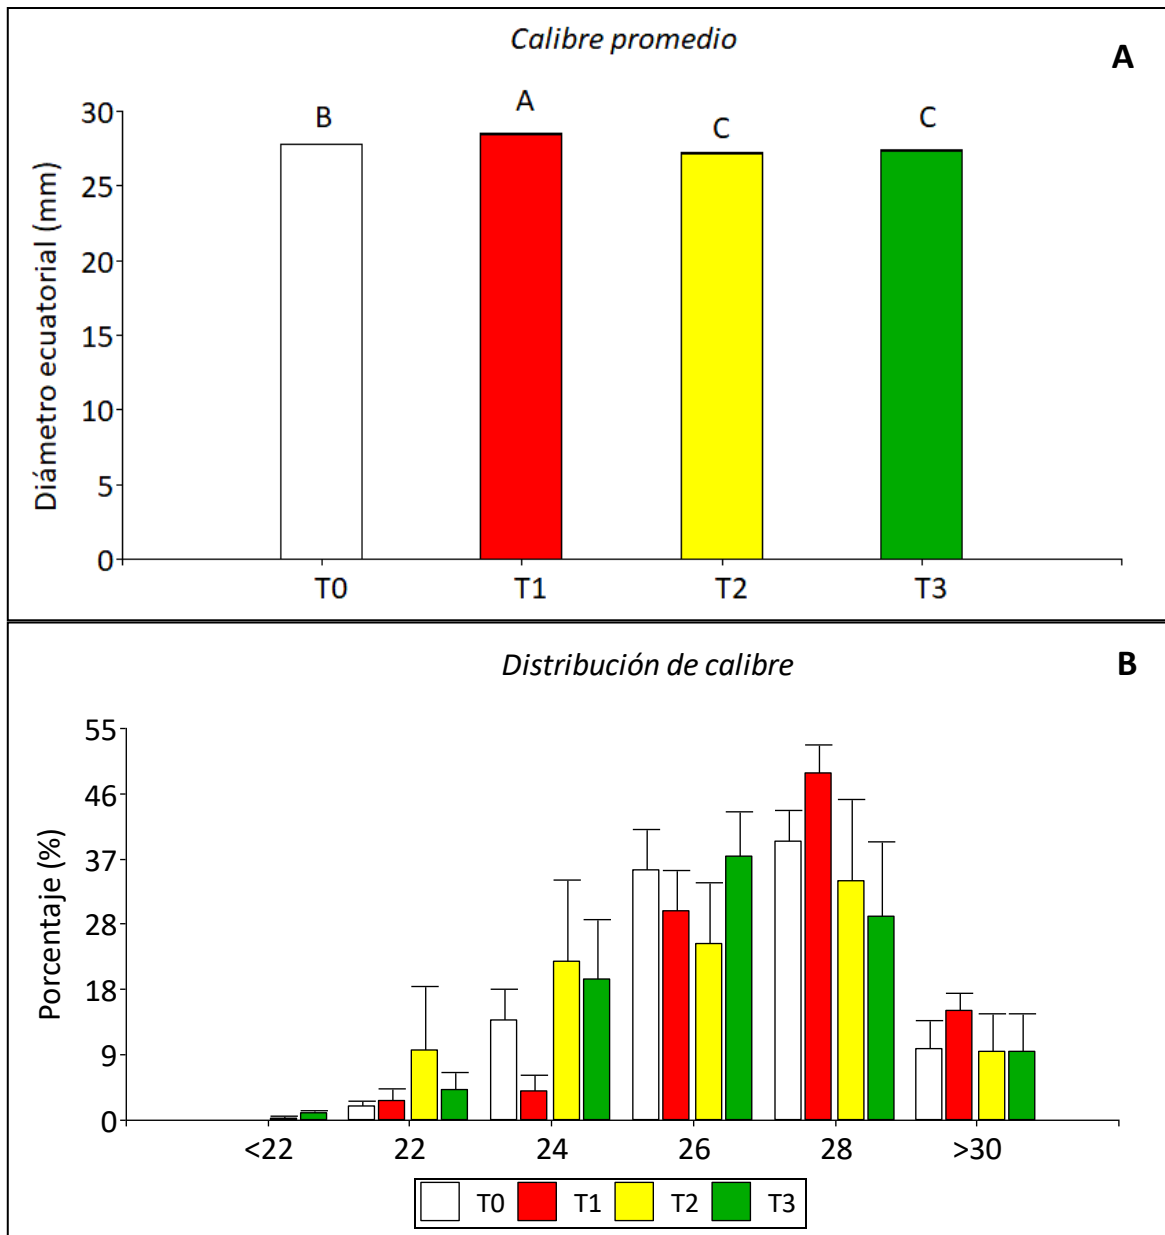 Calibre promedio
A
Diámetro ecuatorial (mm)
30
25
20
15
10
5
0
B
A
C
C
T0 T1 T2 T3
Distribución de calibre
B
Porcentaje (%)
55
46
37
28
18
9
0
<22 22 24 26 28 >30
T0 T1 T2 T3